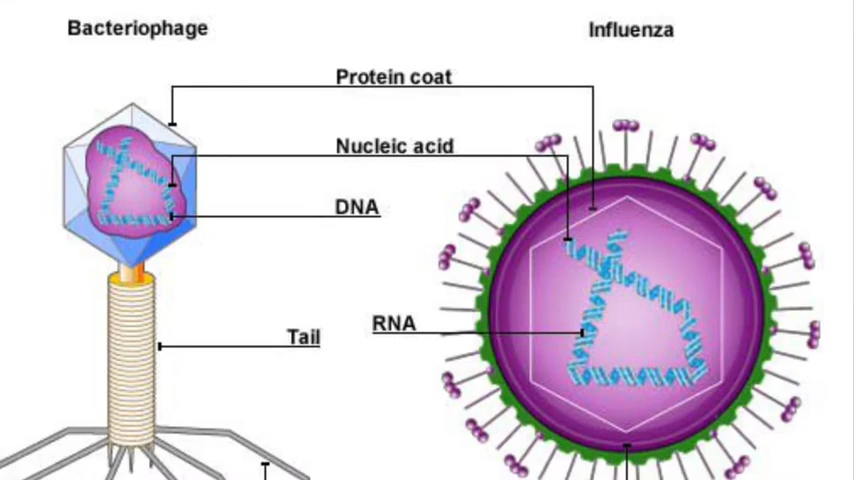 Bacteriophage
Influenza
Protein coat
Nucleic acid
DNA
RNA
Tail